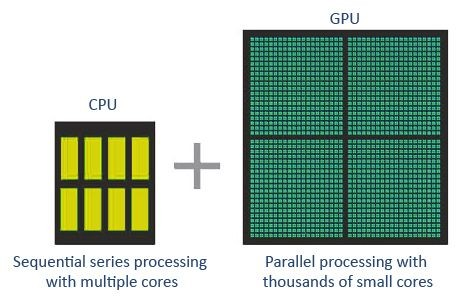 GPU
CPU
+
Sequential series processing
with multiple cores
Parallel processing with
thousands of small cores